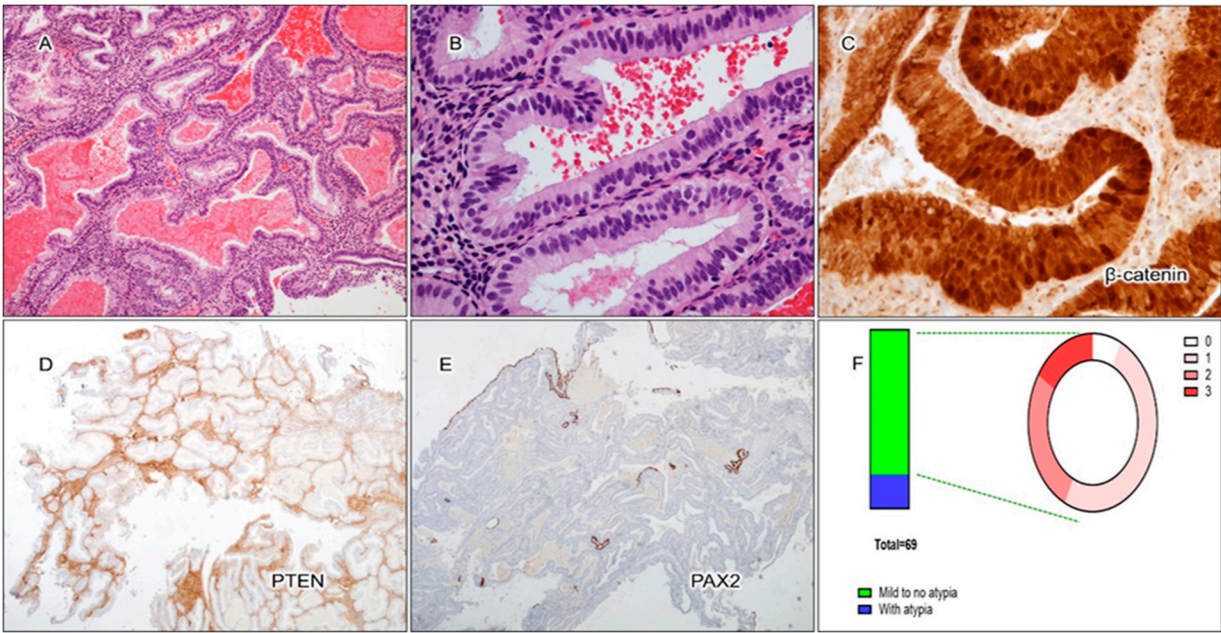 A
B
C
β-catenin
D
PTEN
E
PAX2
F
0
1
2
3
Total=69
Mild to no atypia
With atypia